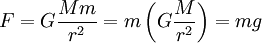 F = G\frac{Mm}{r^2} = m\left(G\frac{M}{r^2}\right) = mg